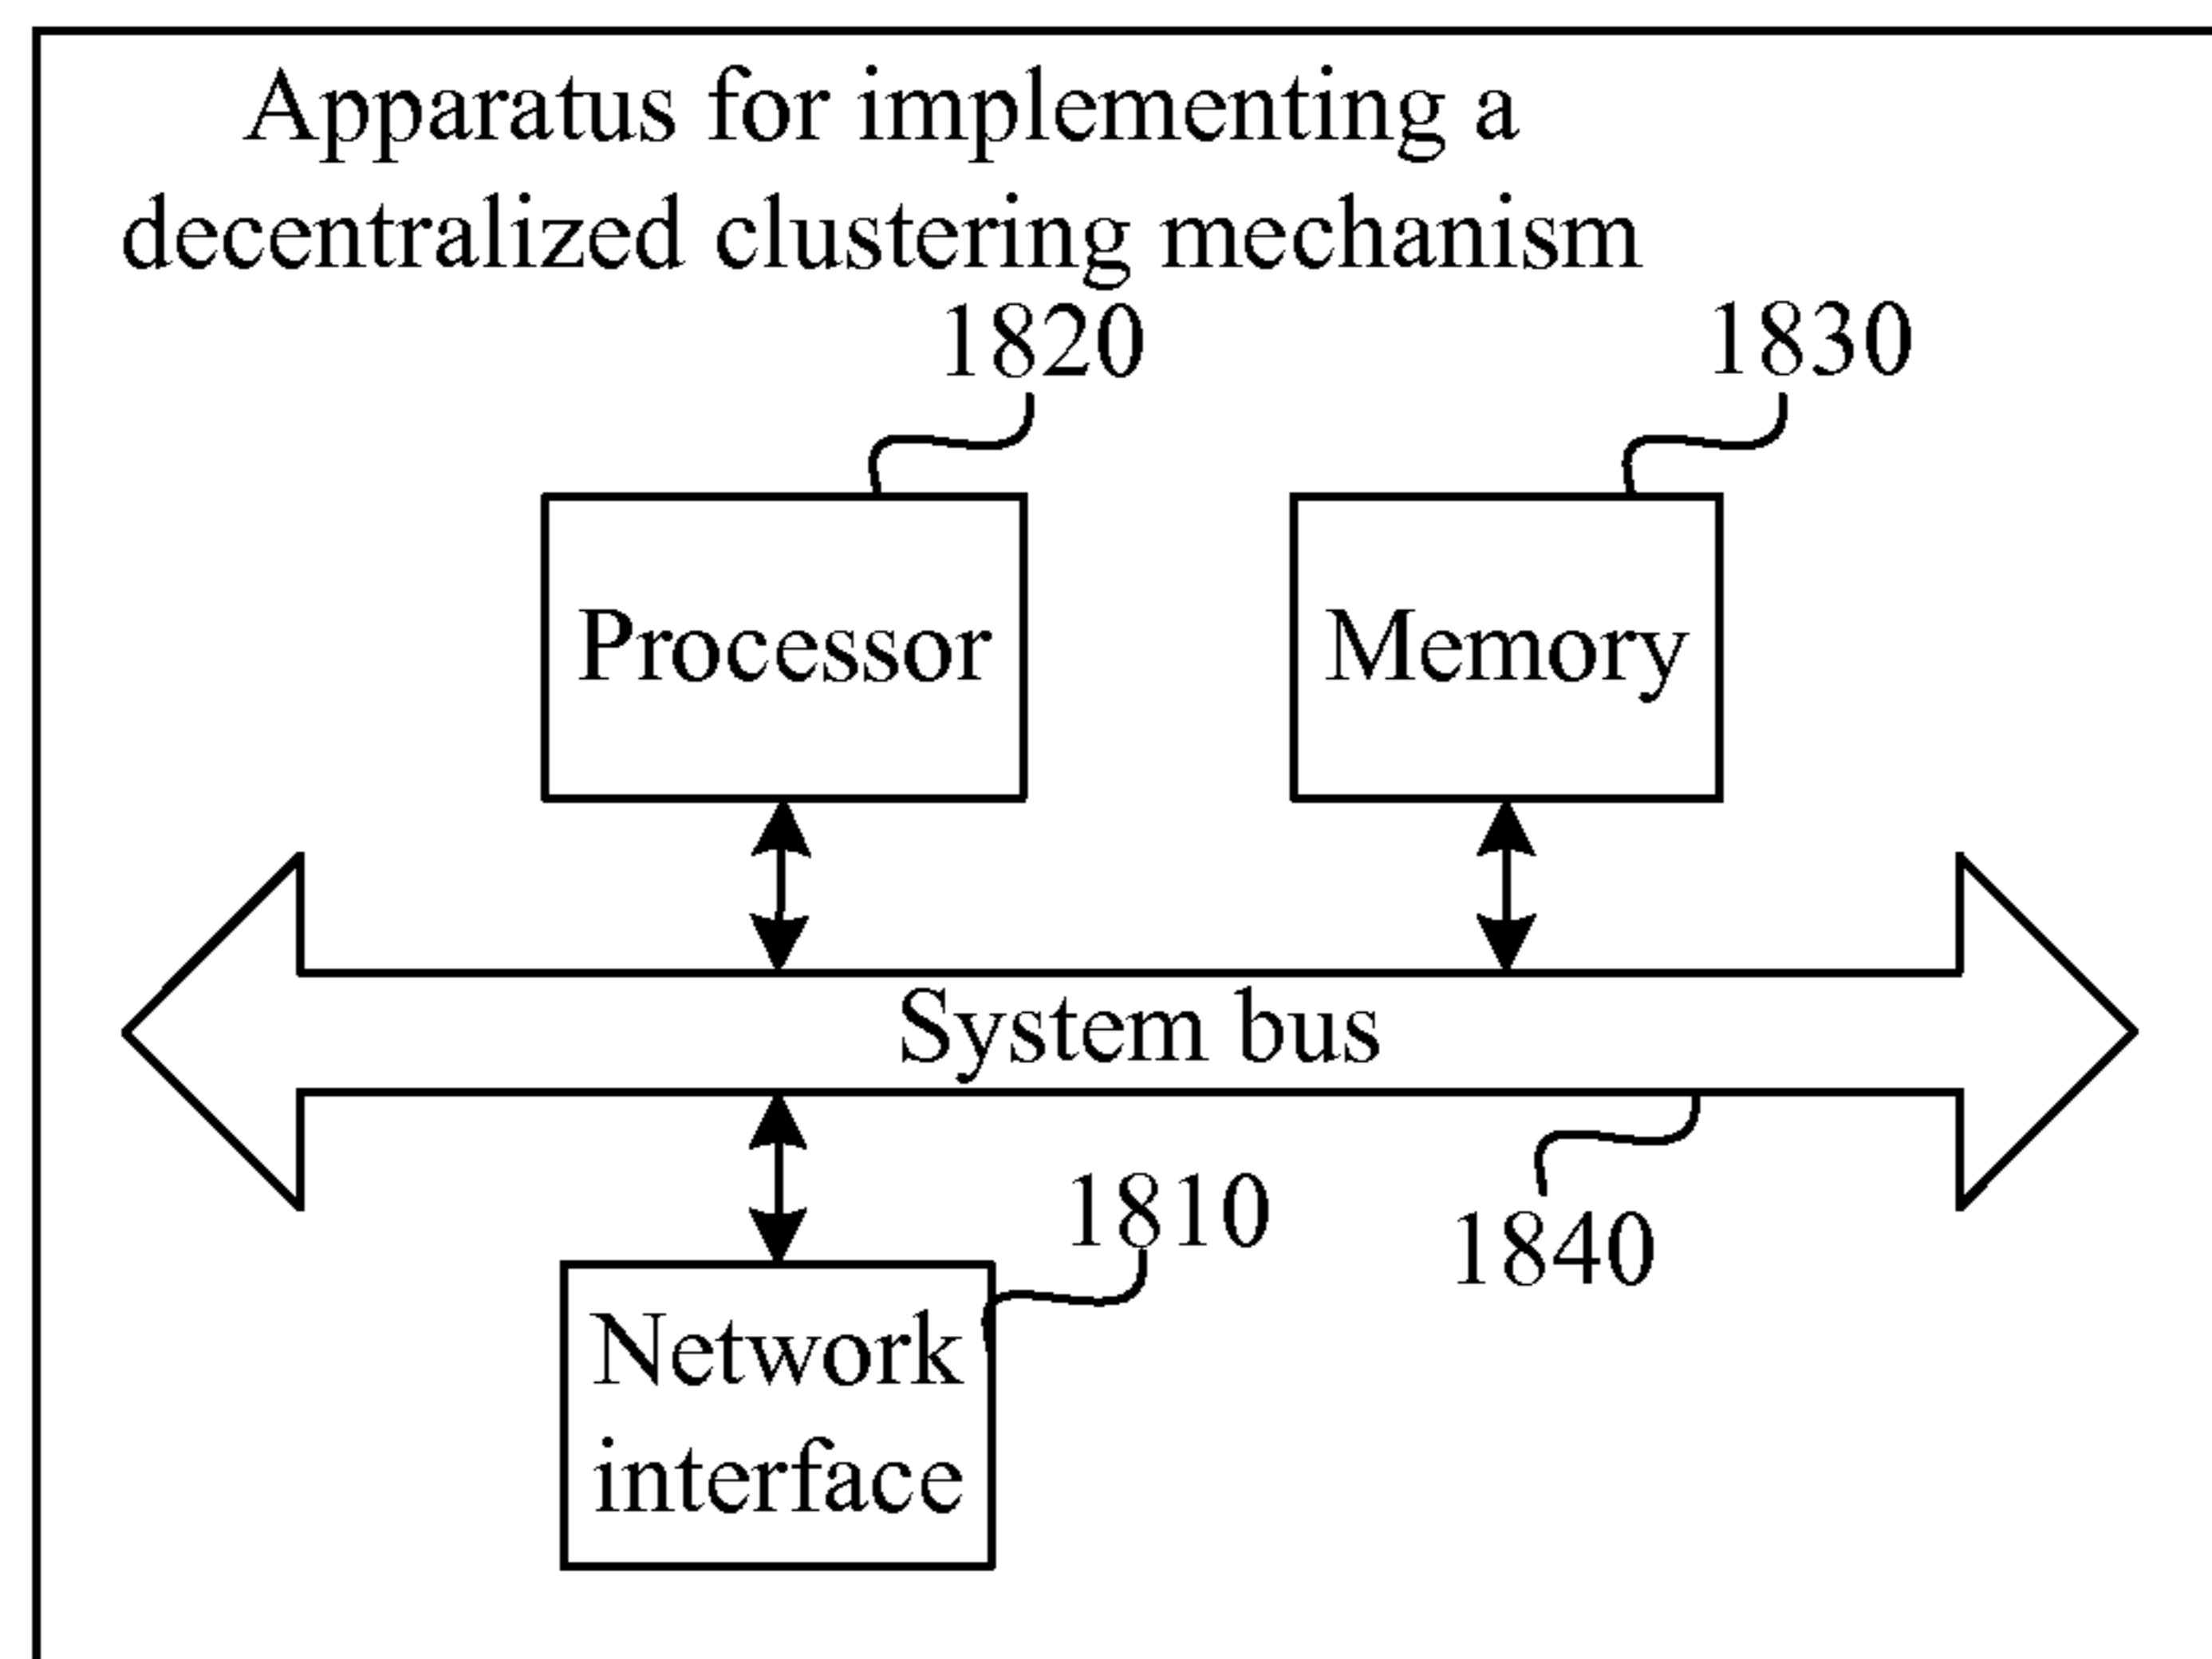 Apparatus for implementing a
decentralized clustering mechanism
1820
1830
Processor
Memory
System bus
1810
1840
Network
interface